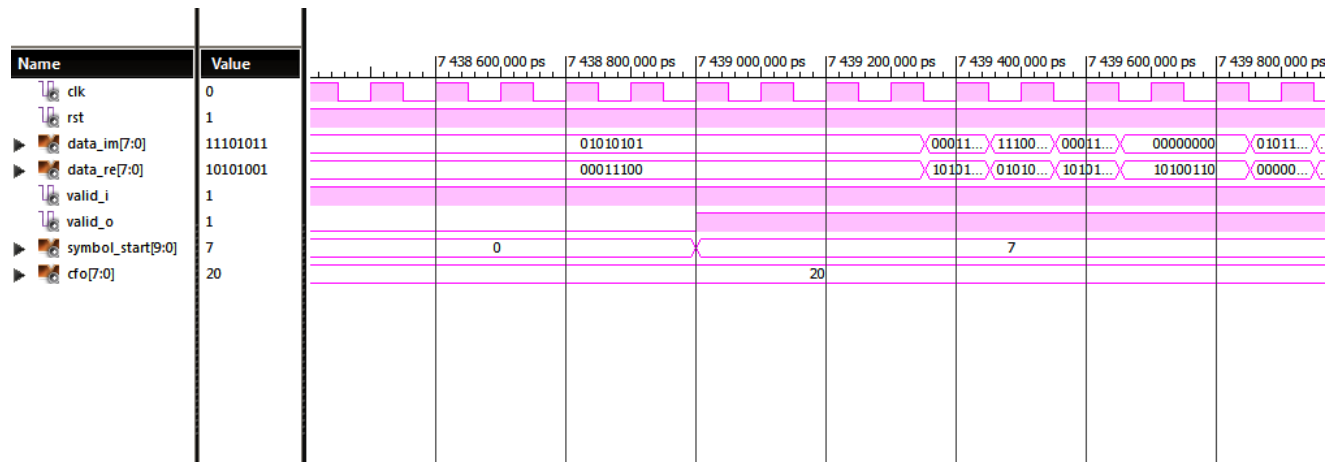 Name Value 7 438 600 000 ps 7 438 800 000 ps 7 439 000 000 ps 7 439 200 000 ps 7 439 400 000 ps 7 439 600 000 ps 7 439 800 000 ps
clk 0
rst 1
data_im[7:0] 11101011 01010101 00011... 11100... 00011... 00000000 01011...
data_re[7:0] 10101001 00011100 10101... 01010... 10101... 10100110 00000...
valid_i 1
valid_o 1
symbol_start[9:0] 7 0 7
cfo[7:0] 20 20